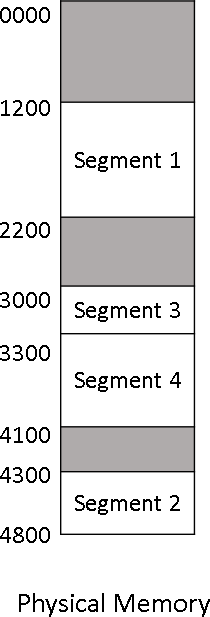 0000
1200
Segment 1
2200
3000
Segment 3
3300
Segment 4
4100
4300
Segment 2
4800
Physical Memory